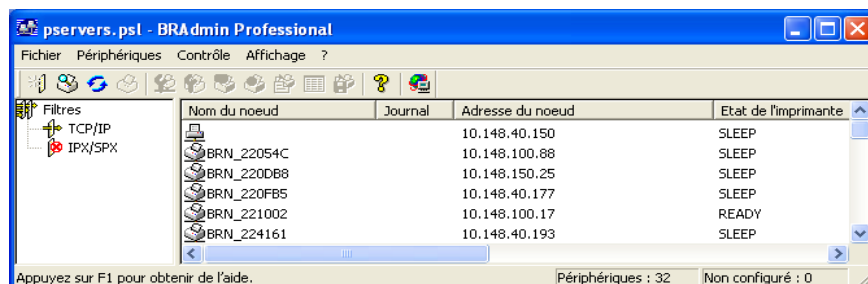 pservers.psl - BRAdmin Professional
Fichier Périphériques Contrôle Affichage ?
Filtres
TCP/IP
IPX/SPX
Nom du noeud Journal Adresse du noeud Etat de l'imprimante
10.148.40.150 SLEEP
BRN_22054C 10.148.100.88 SLEEP
BRN_220DB8 10.148.150.25 SLEEP
BRN_220FB5 10.148.40.177 SLEEP
BRN_221002 10.148.100.17 READY
BRN_224161 10.148.40.193 SLEEP
Appuyez sur F1 pour obtenir de l'aide. Périphériques : 32 Non configuré : 0